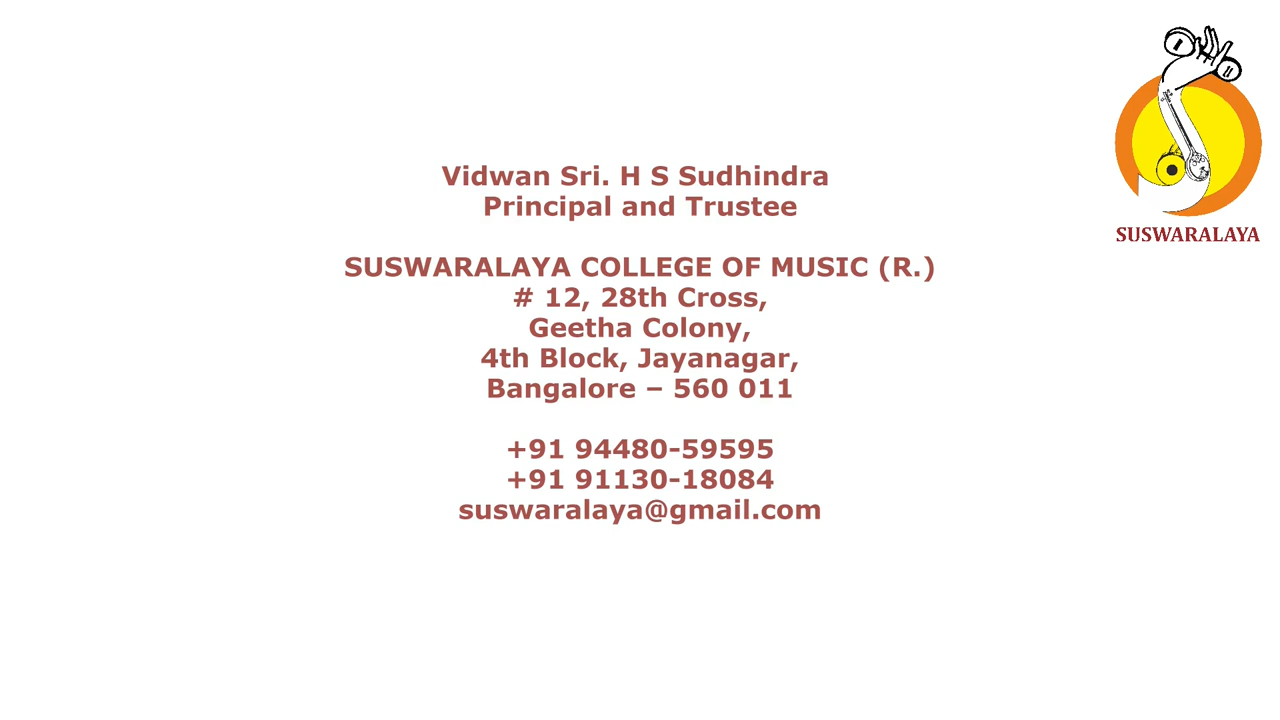 Vidwan Sri. H S Sudhindra
Principal and Trustee
SUSWARALAYA COLLEGE OF MUSIC (R.)
# 12, 28th Cross,
Geetha Colony,
4th Block, Jayanagar,
Bangalore – 560 011
+91 94480-59595
+91 91130-18084
suswaralaya@gmail.com
SUSWARALAYA